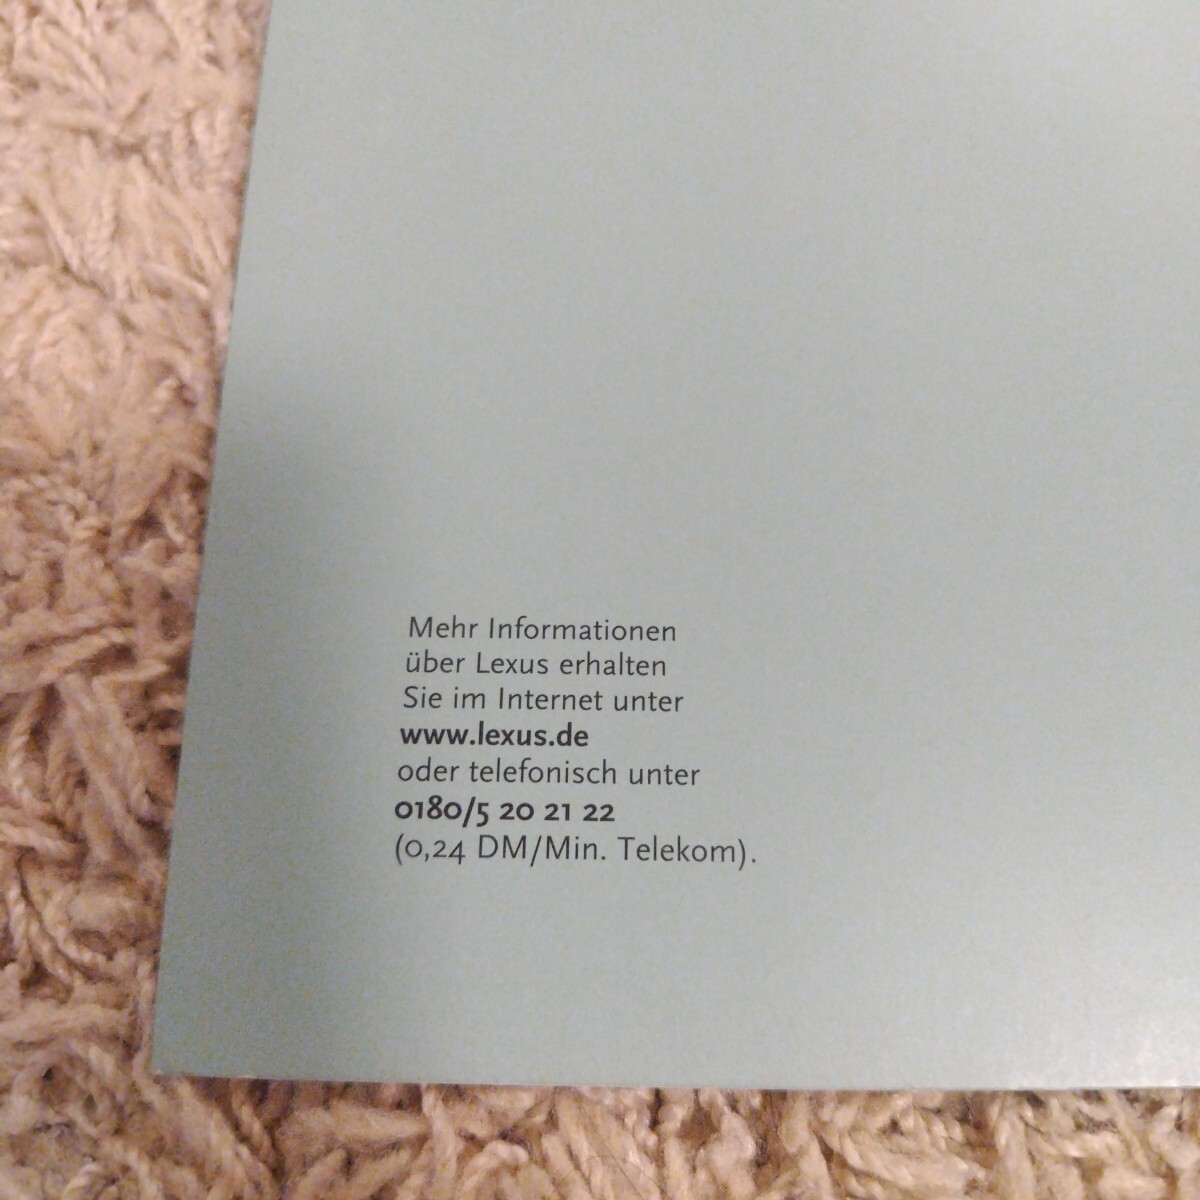 Mehr Informationen
über Lexus erhalten
Sie im Internet unter
www.lexus.de
oder telefonisch unter
0180/5 20 21 22
(0,24 DM/Min. Telekom).